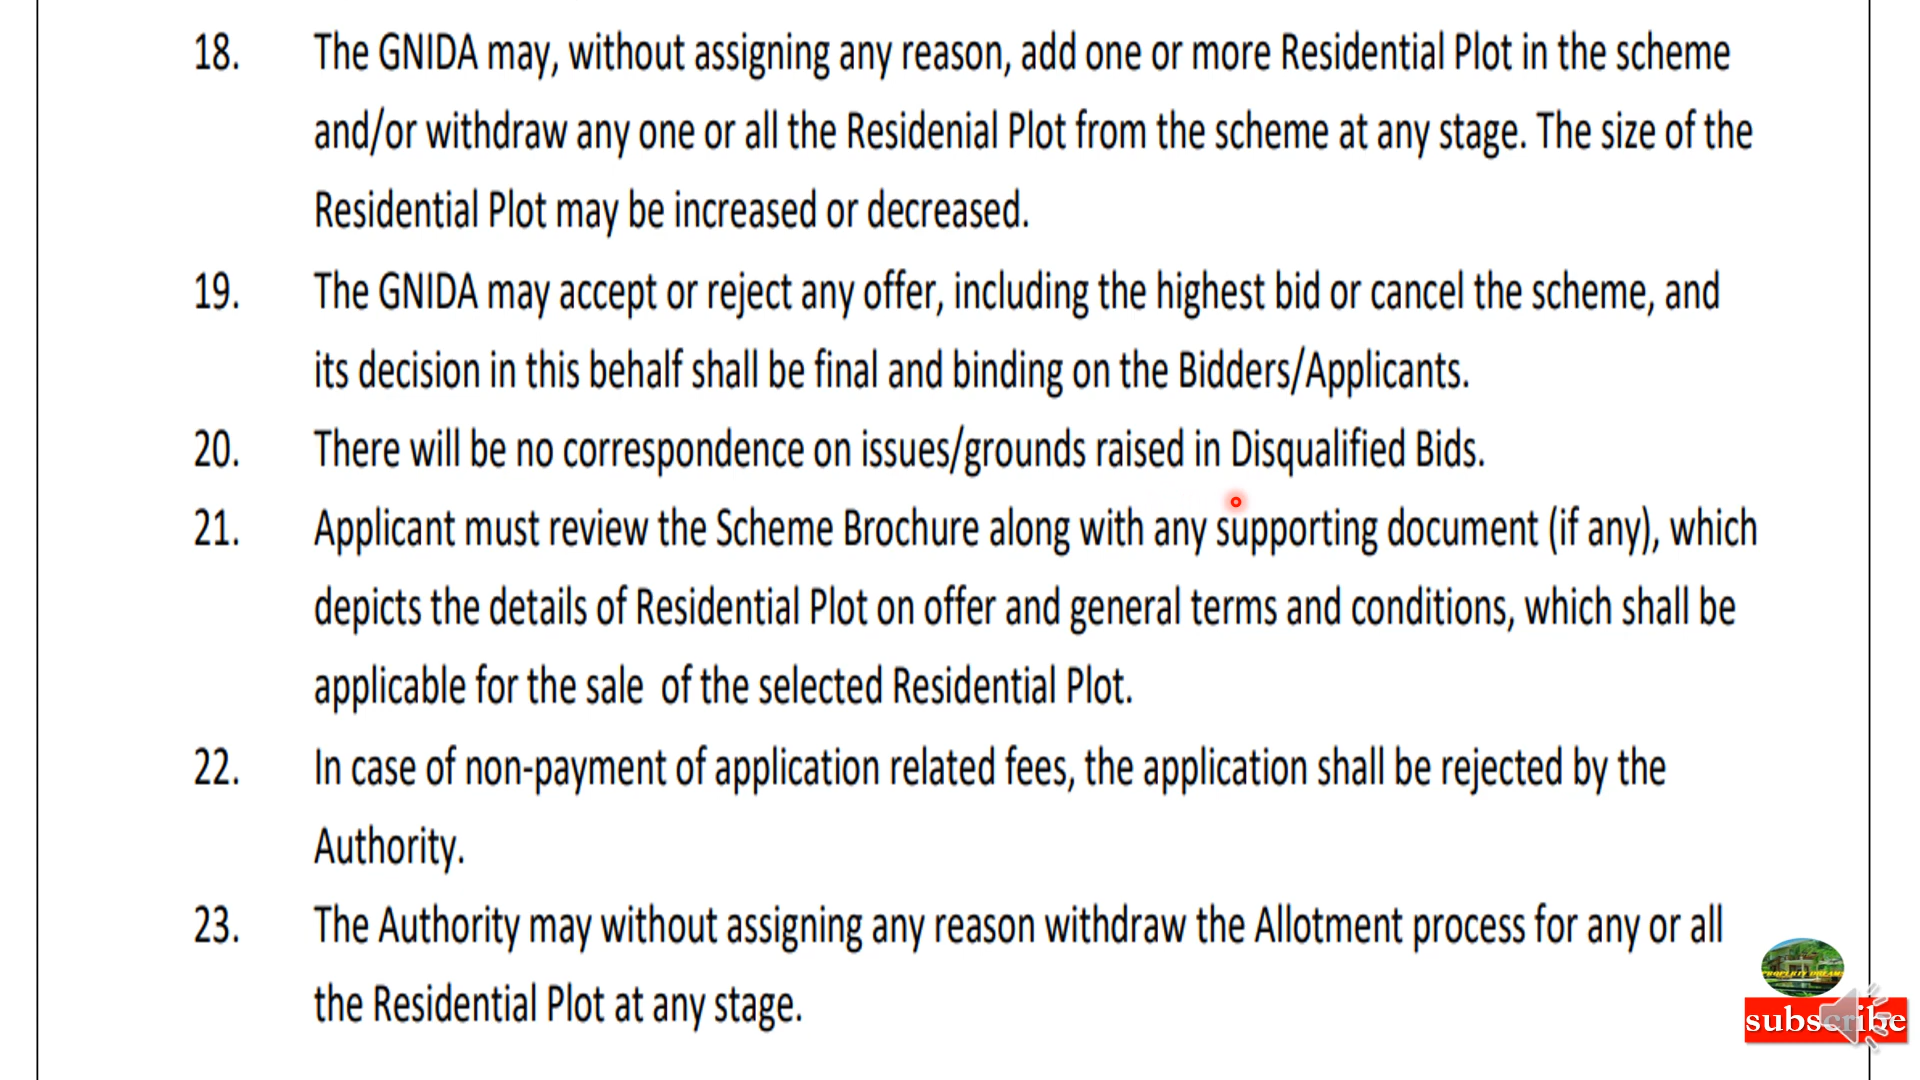 18. The GNIDA may, without assigning any reason, add one or more Residential Plot in the scheme
and/or withdraw any one or all the Residenial Plot from the scheme at any stage. The size of the
Residential Plot may be increased or decreased.
19. The GNIDA may accept or reject any offer, including the highest bid or cancel the scheme, and
its decision in this behalf shall be final and binding on the Bidders/Applicants.
20. There will be no correspondence on issues/grounds raised in Disqualified Bids.
21. Applicant must review the Scheme Brochure along with any supporting document (if any), which
depicts the details of Residential Plot on offer and general terms and conditions, which shall be
applicable for the sale of the selected Residential Plot.
22. In case of non-payment of application related fees, the application shall be rejected by the
Authority.
23. The Authority may without assigning any reason withdraw the Allotment process for any or all
the Residential Plot at any stage.
subscribe